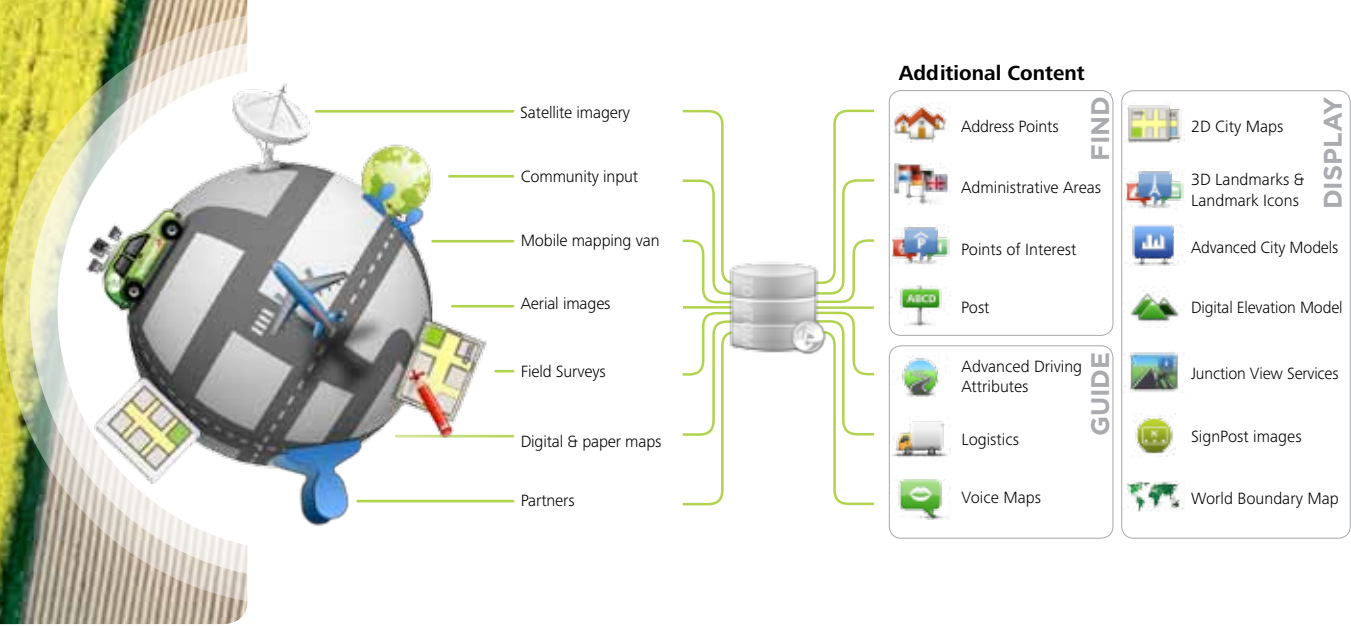 Satellite imagery
Community input
Mobile mapping van
Aerial images
Field Surveys
Digital & paper maps
Partners
Additional Content
FIND
Address Points
Administrative Areas
Points of Interest
ABCD
Post
GUIDE
Advanced Driving
Attributes
Logistics
Voice Maps
DISPLAY
2D City Maps
3D Landmarks &
Landmark Icons
Advanced City Models
Digital Elevation Model
Junction View Services
SignPost images
World Boundary Map